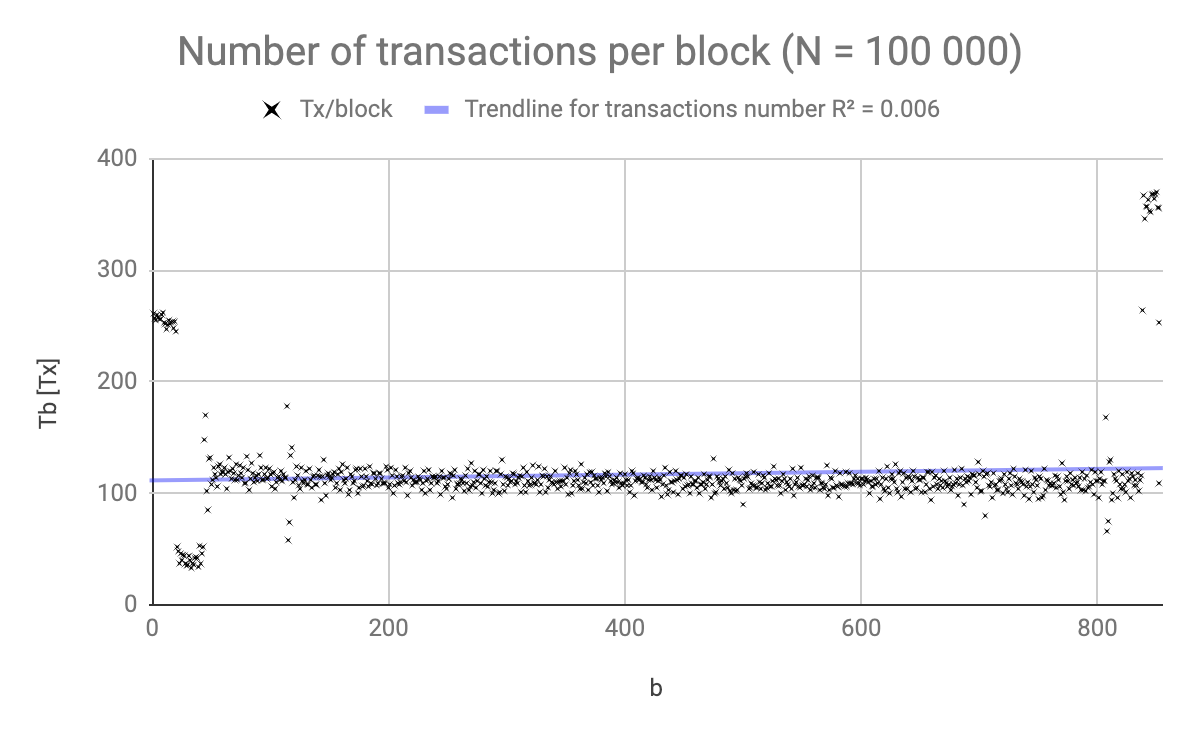 Number of transactions per block (N = 100 000)
Tx/block Trendline for transactions number R² = 0.006
400
300
200
100
0
Tb [Tx]
0 200 400 600 800
b